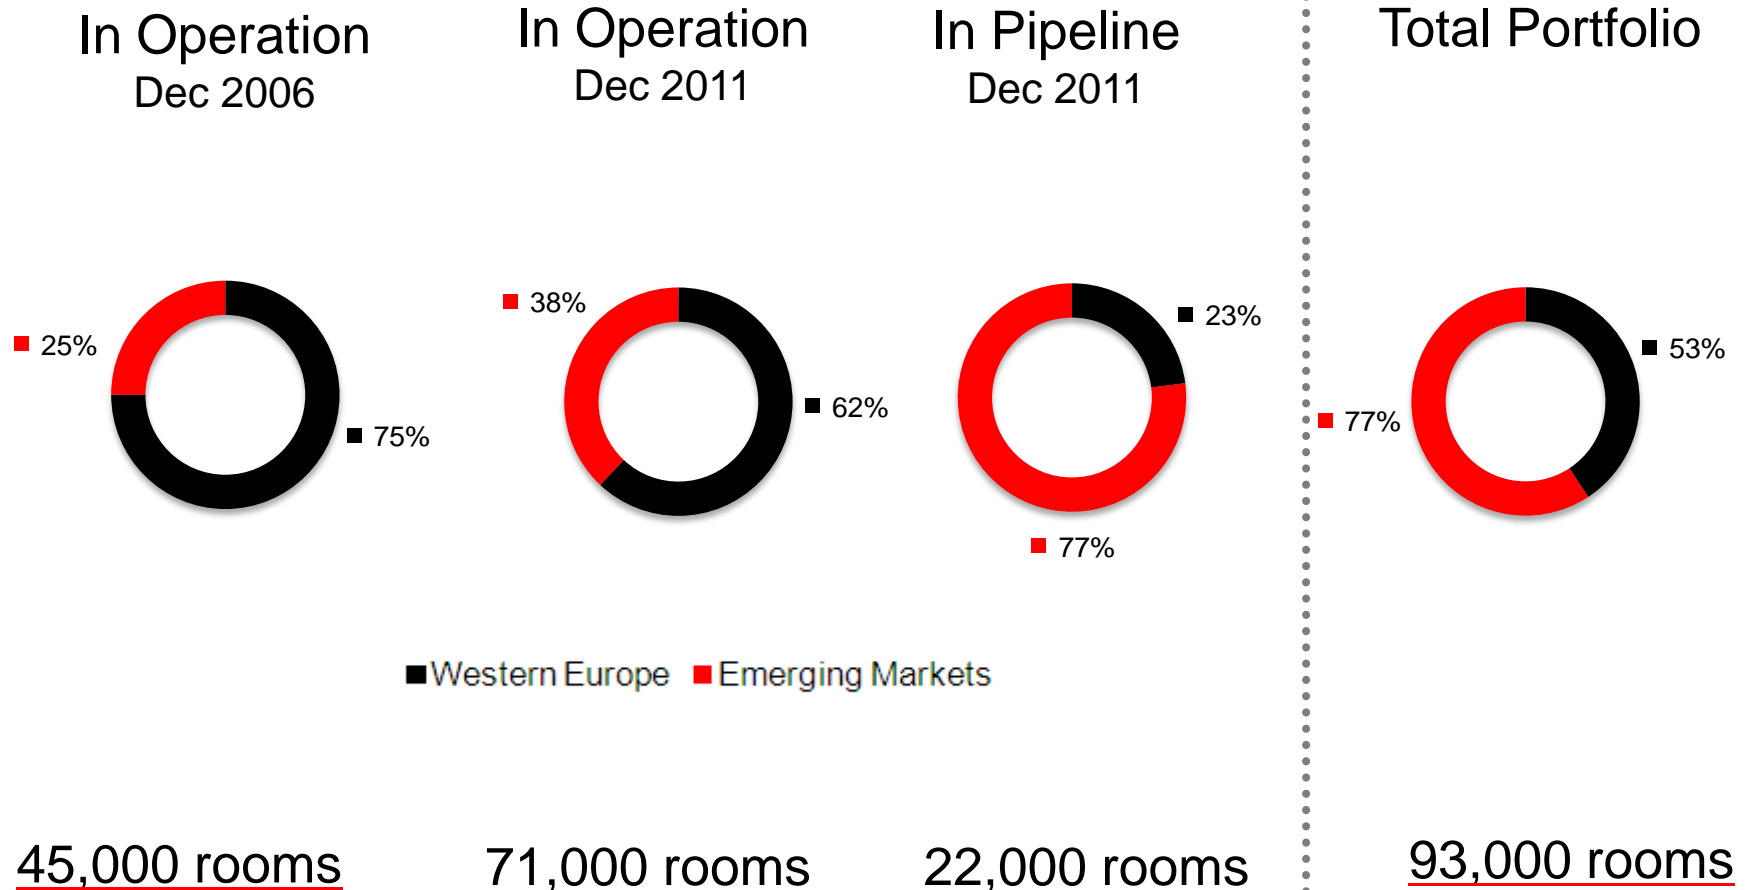 In Operation
Dec 2006
In Operation
Dec 2011
In Pipeline
Dec 2011
Total Portfolio
25%
75%
38%
62%
23%
77%
53%
77%
Western Europe
Emerging Markets
45,000 rooms
71,000 rooms
22,000 rooms
93,000 rooms